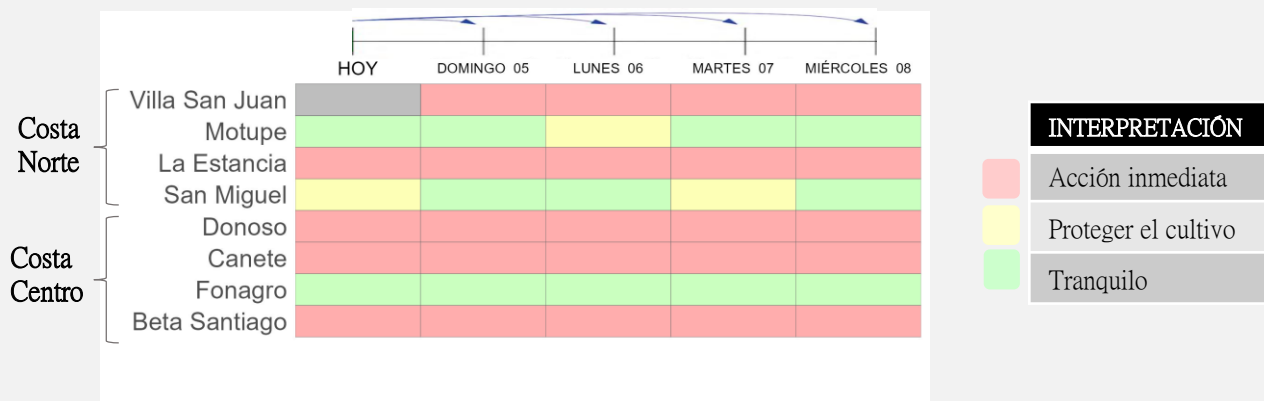 HOY DOMINGO 05 LUNES 06 MARTES 07 MIÉRCOLES 08
Costa
Norte
Villa San Juan
Motupe
La Estancia
San Miguel
Costa
Centro
Donoso
Canete
Fonagro
Beta Santiago
INTERPRETACIÓN
Acción inmediata
Proteger el cultivo
Tranquilo